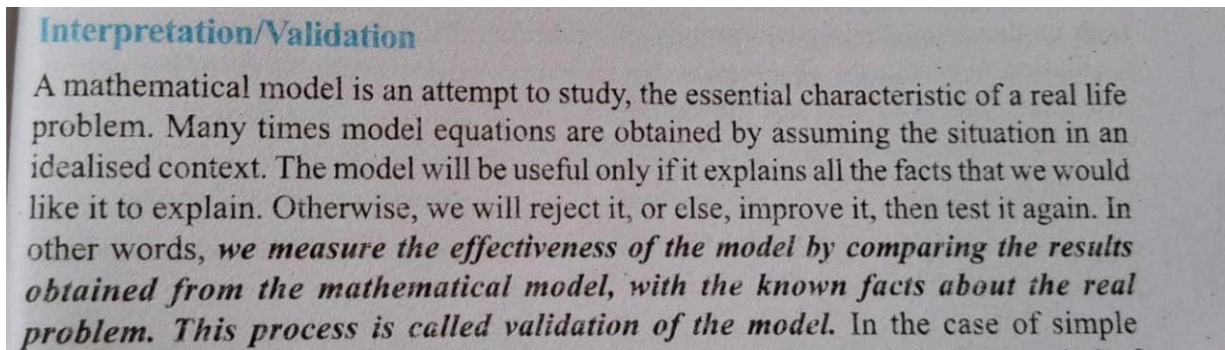 Interpretation/Validation
A mathematical model is an attempt to study, the essential characteristic of a real life
problem. Many times model equations are obtained by assuming the situation in an
idealised context. The model will be useful only if it explains all the facts that we would
like it to explain. Otherwise, we will reject it, or else, improve it, then test it again. In
other words, we measure the effectiveness of the model by comparing the results
obtained from the mathematical model, with the known facts about the real
problem. This process is called validation of the model. In the case of simple